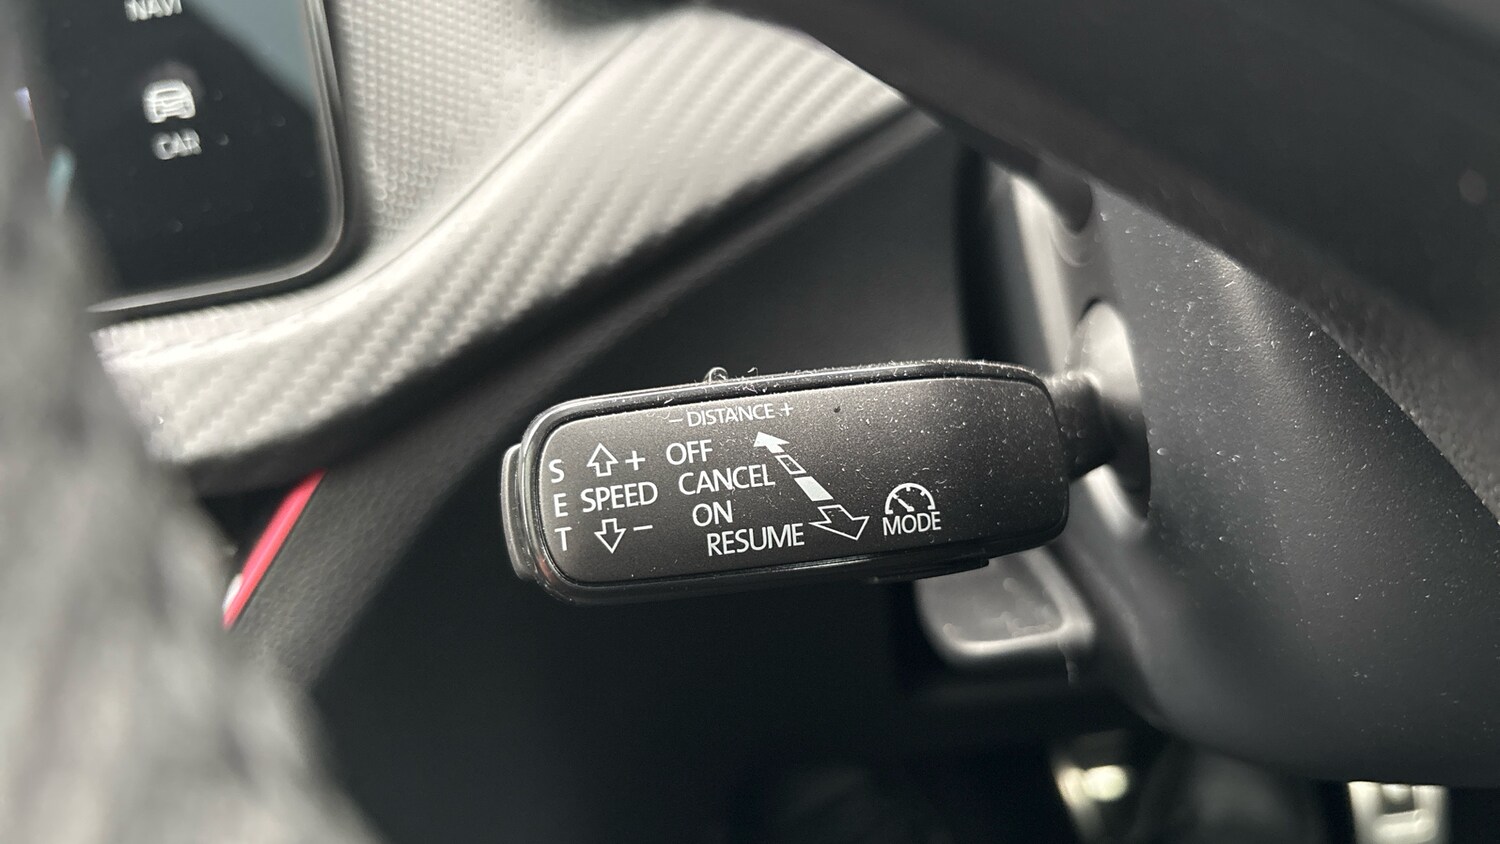 NAVI
CAR
- DISTANCE +
S
E
T
+
SPEED
-
OFF
CANCEL
ON
RESUME
MODE